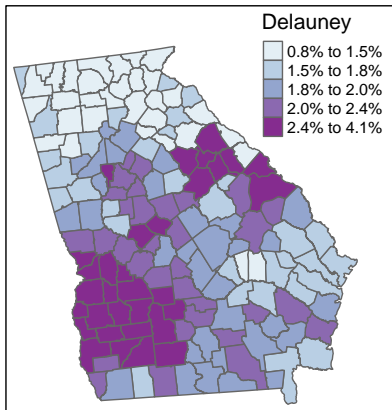 Delauney
0.8% to 1.5%
1.5% to 1.8%
1.8% to 2.0%
2.0% to 2.4%
2.4% to 4.1%